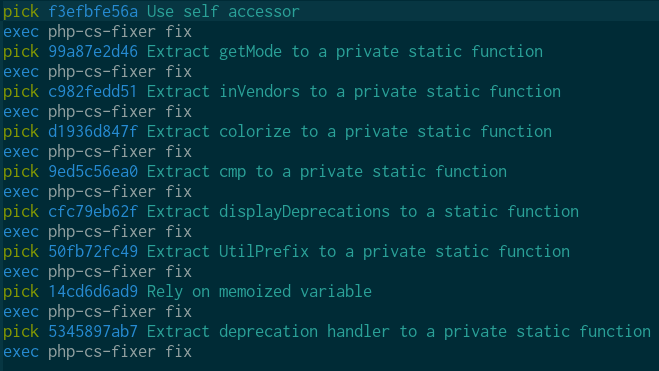 pick f3efbfe56a Use self accessor
exec php-cs-fixer fix
pick 99a87e2d46 Extract getMode to a private static function
exec php-cs-fixer fix
pick c982fedd51 Extract inVendors to a private static function
exec php-cs-fixer fix
pick d1936d847f Extract colorize to a private static function
exec php-cs-fixer fix
pick 9ed5c56ea0 Extract cmp to a private static function
exec php-cs-fixer fix
pick cfc79eb62f Extract displayDeprecations to a static function
exec php-cs-fixer fix
pick 50fb72fc49 Extract UtilPrefix to a private static function
exec php-cs-fixer fix
pick 14cd6d6ad9 Rely on memoized variable
exec php-cs-fixer fix
pick 5345897ab7 Extract deprecation handler to a private static function
exec php-cs-fixer fix